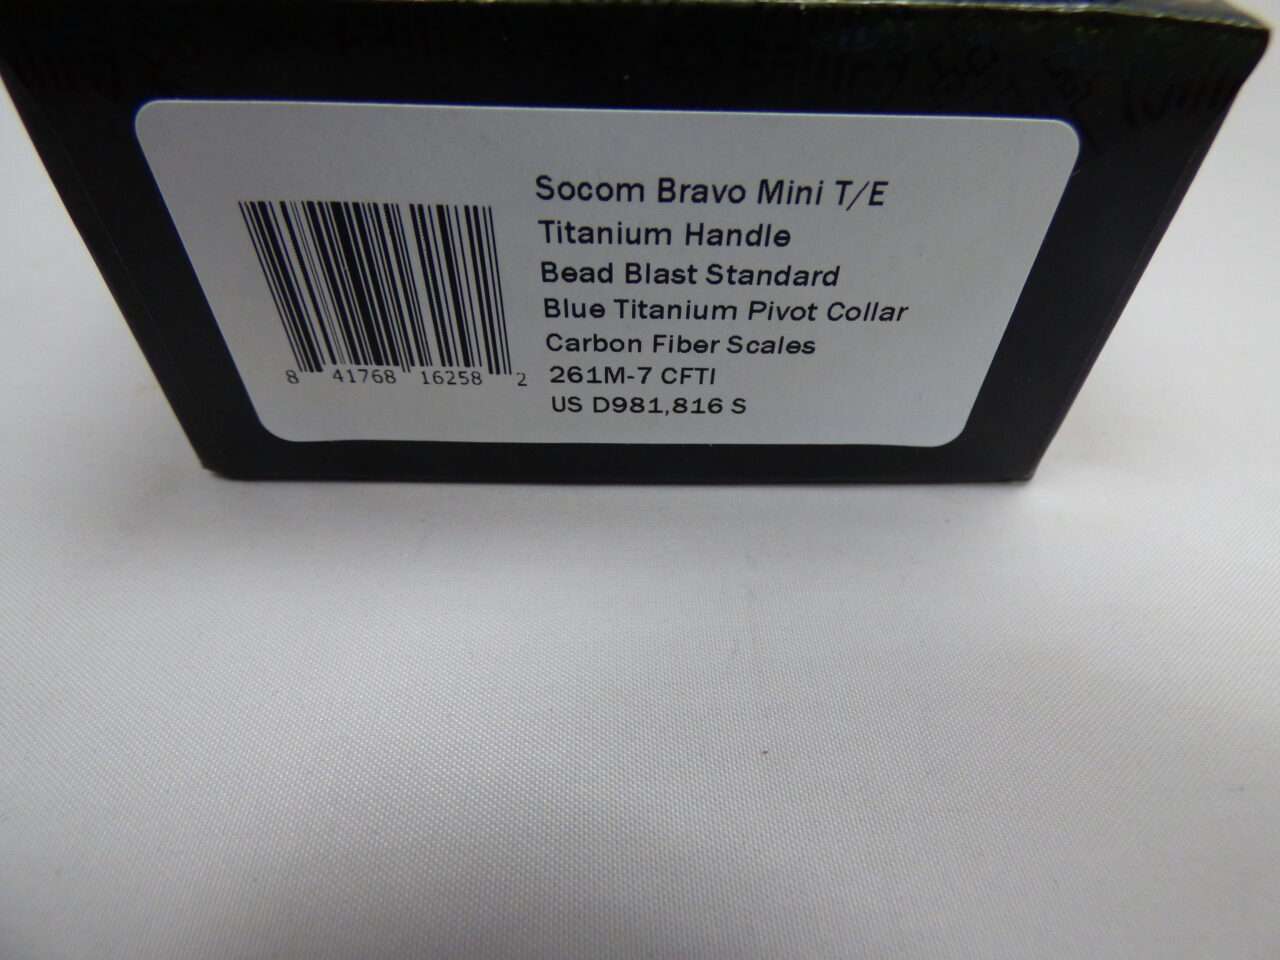 Socom Bravo Mini T/E
Titanium Handle
Bead Blast Standard
Blue Titanium Pivot Collar
Carbon Fiber Scales
261M-7 CFTI
US D981,816 S
8 41768 16258 2